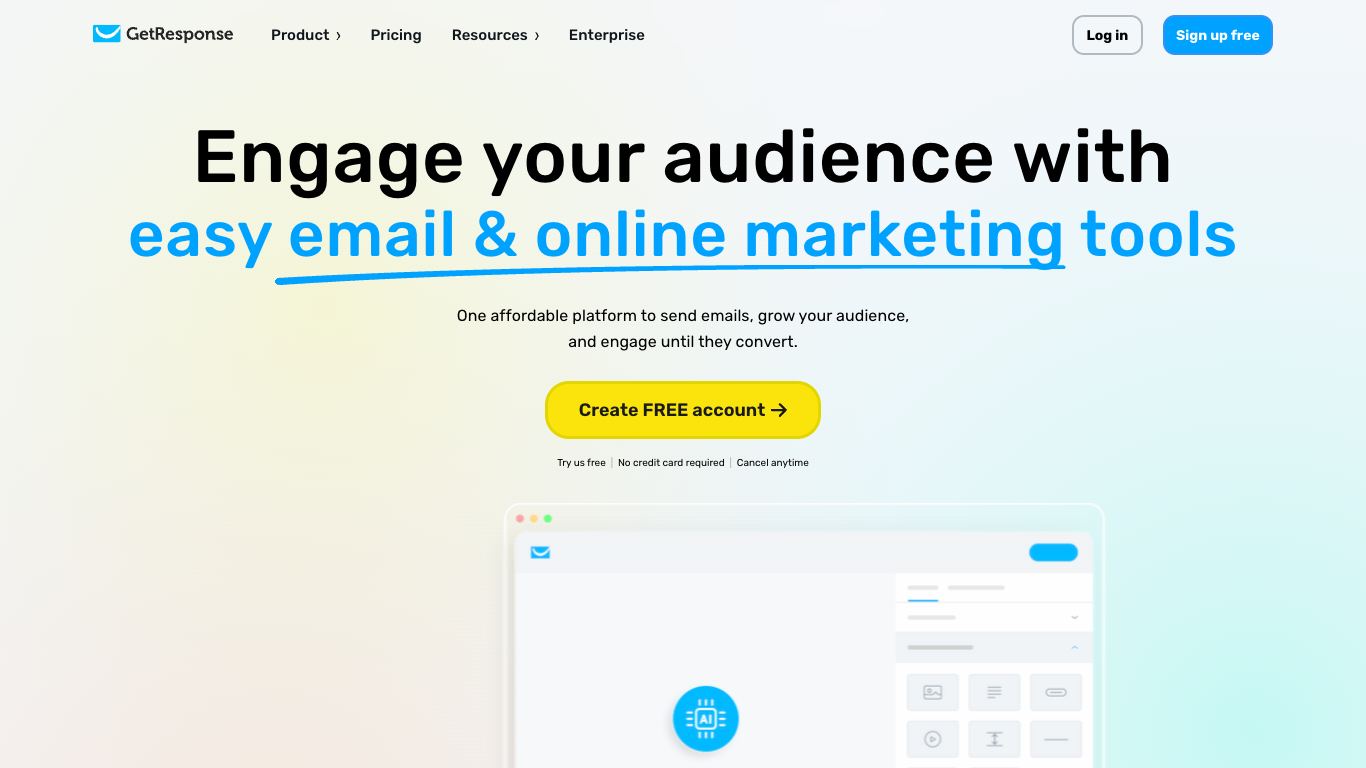 GetResponse
Product ›
Pricing
Resources ›
Enterprise
Log in
Sign up free
Engage your audience with
easy email & online marketing tools
One affordable platform to send emails, grow your audience,
and engage until they convert.
Create FREE account →
Try us free | No credit card required | Cancel anytime
AI